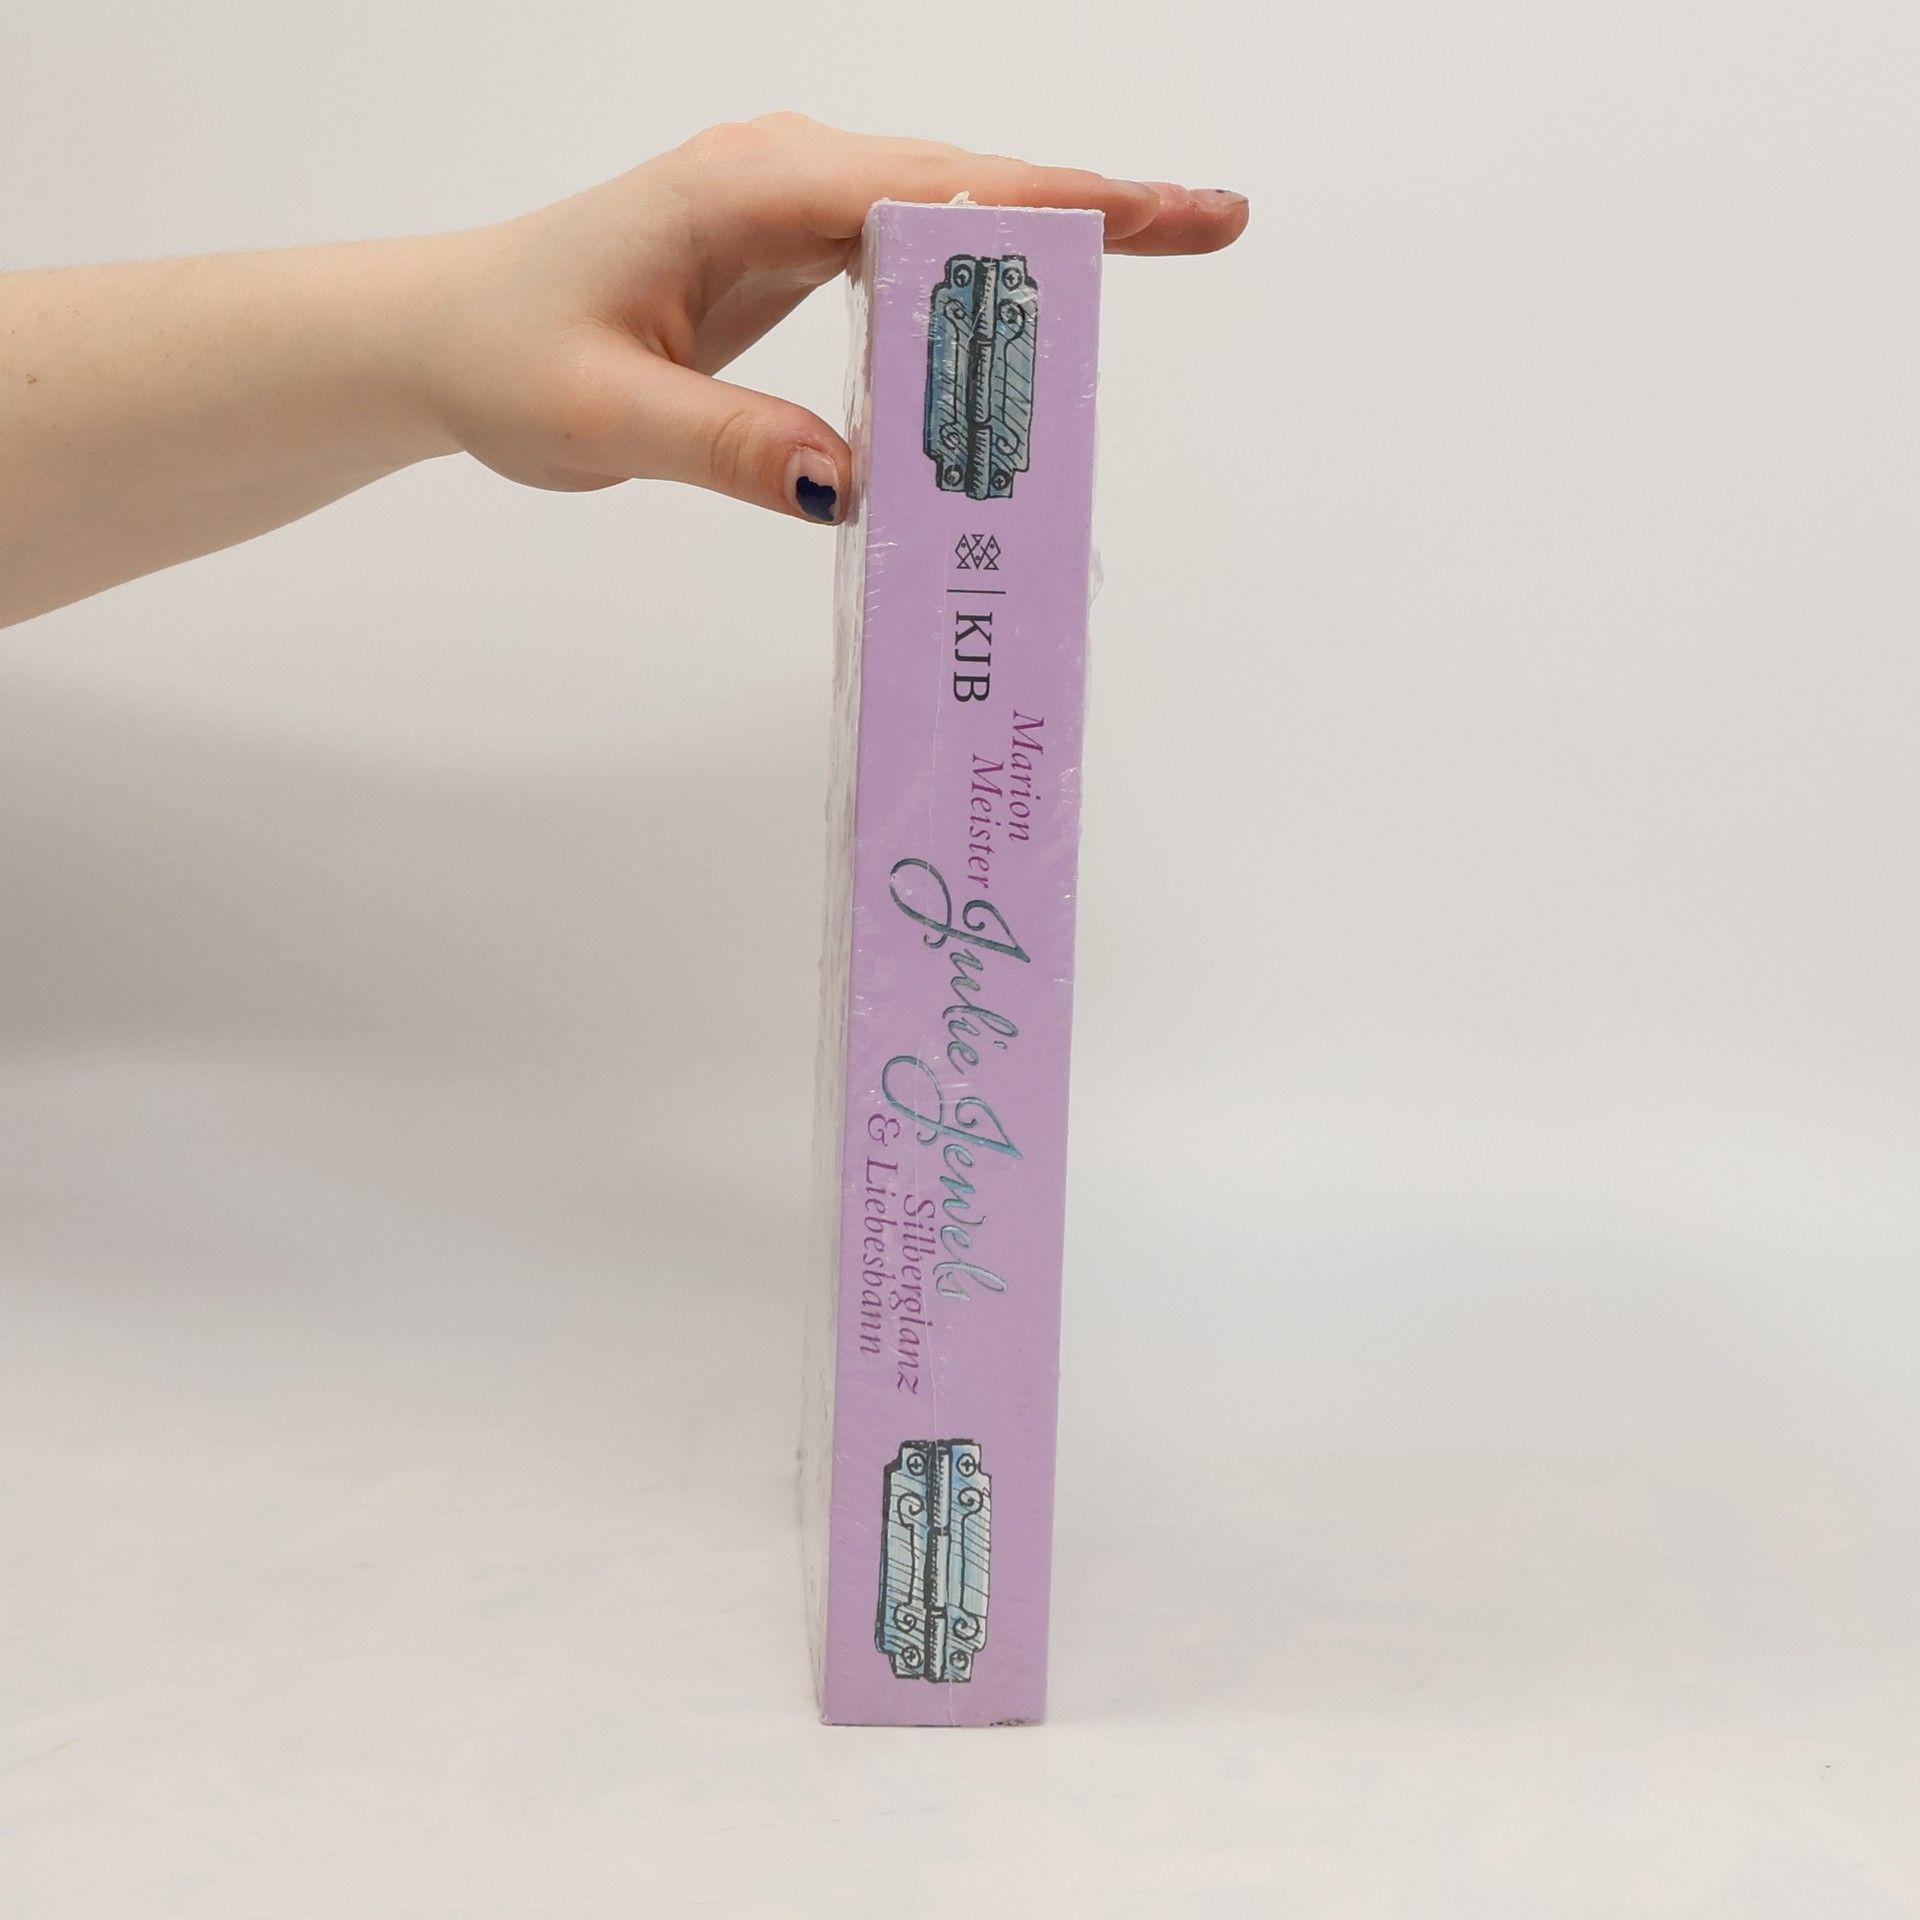 KJB
Marion
Meister
Julie Jewels
Silberglanz
& Liebesbann